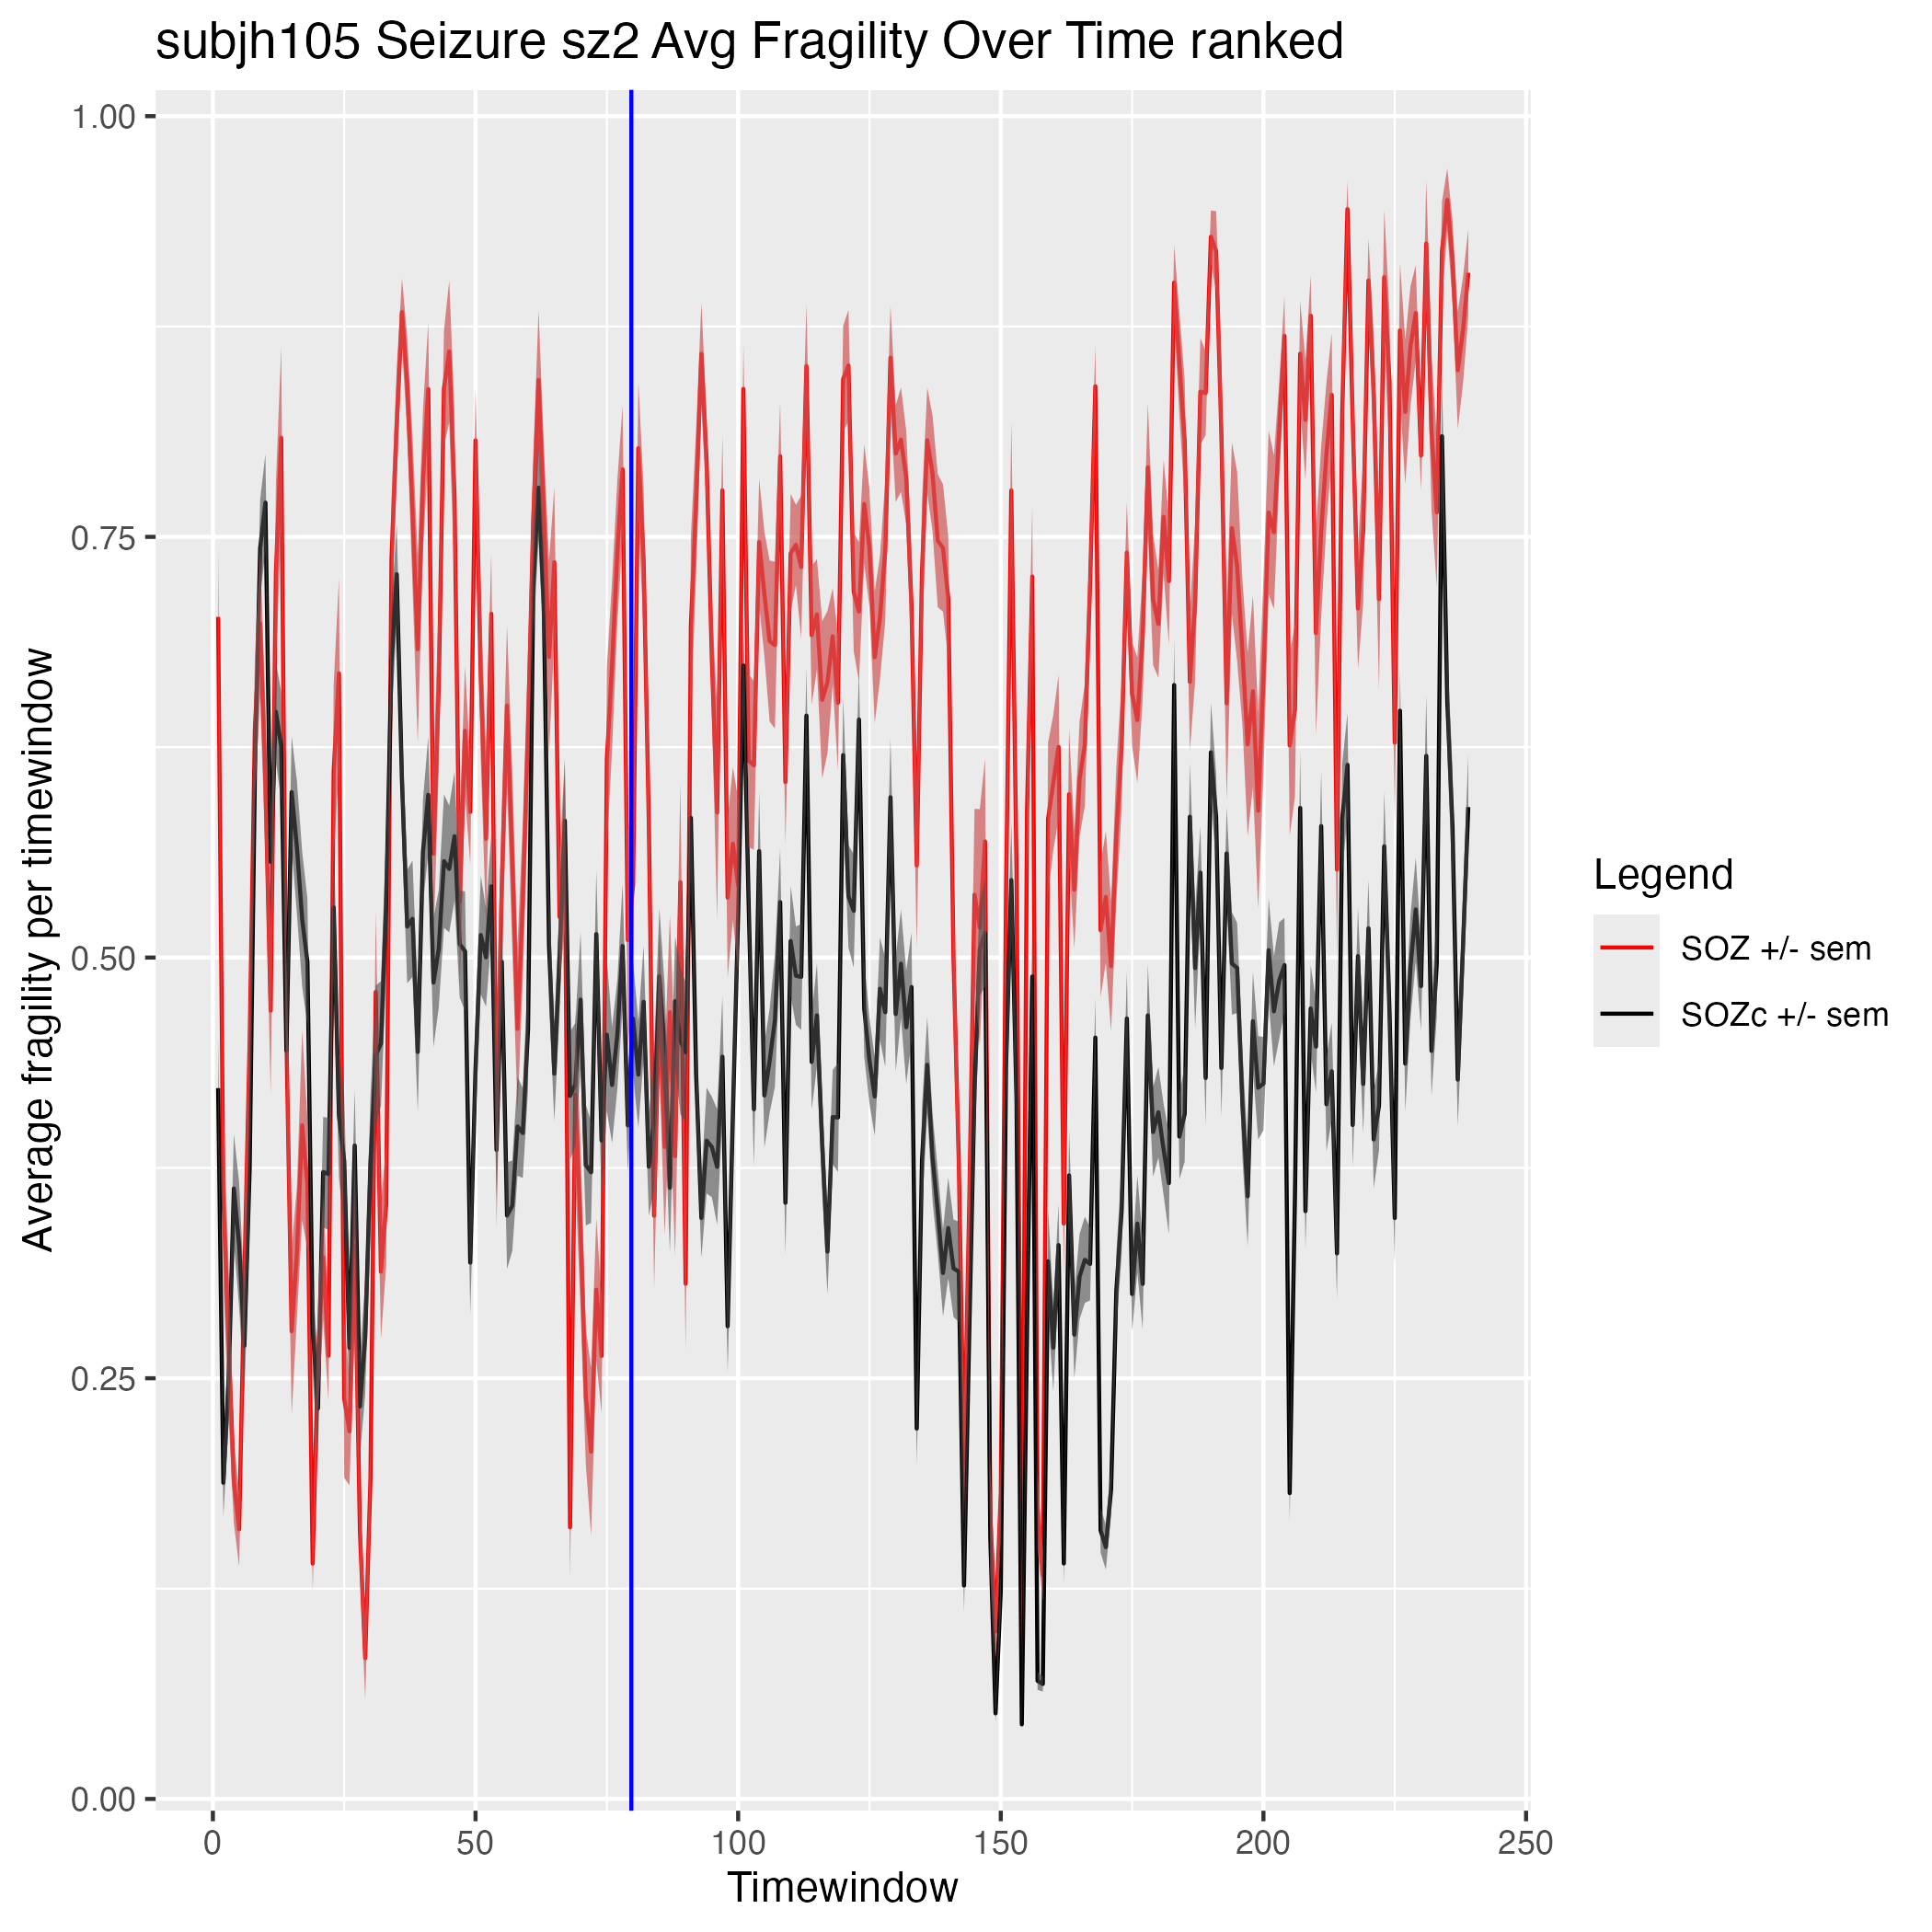 subjh105 Seizure sz2 Avg Fragility Over Time ranked
Average fragility per timewindow
1.00
0.75
0.50
0.25
0.00
0 50 100 150 200 250
Timewindow
Legend
SOZ +/- sem
SOZc +/- sem